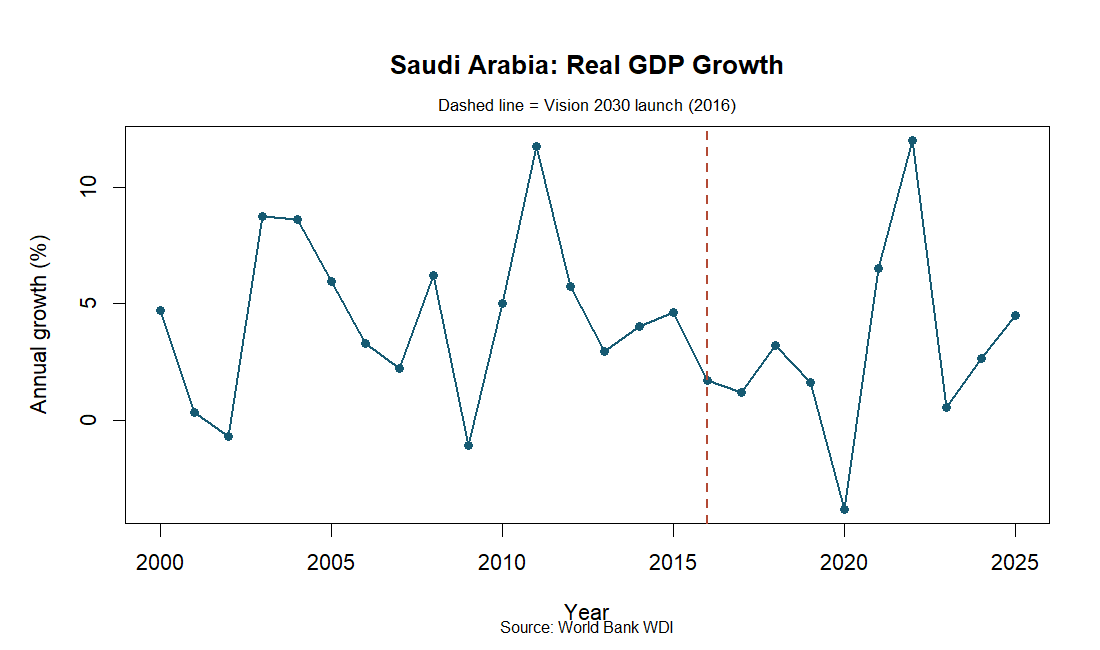 Saudi Arabia: Real GDP Growth
Dashed line = Vision 2030 launch (2016)
Annual growth (%)
10
5
0
2000 2005 2010 2015 2020 2025
Year
Source: World Bank WDI